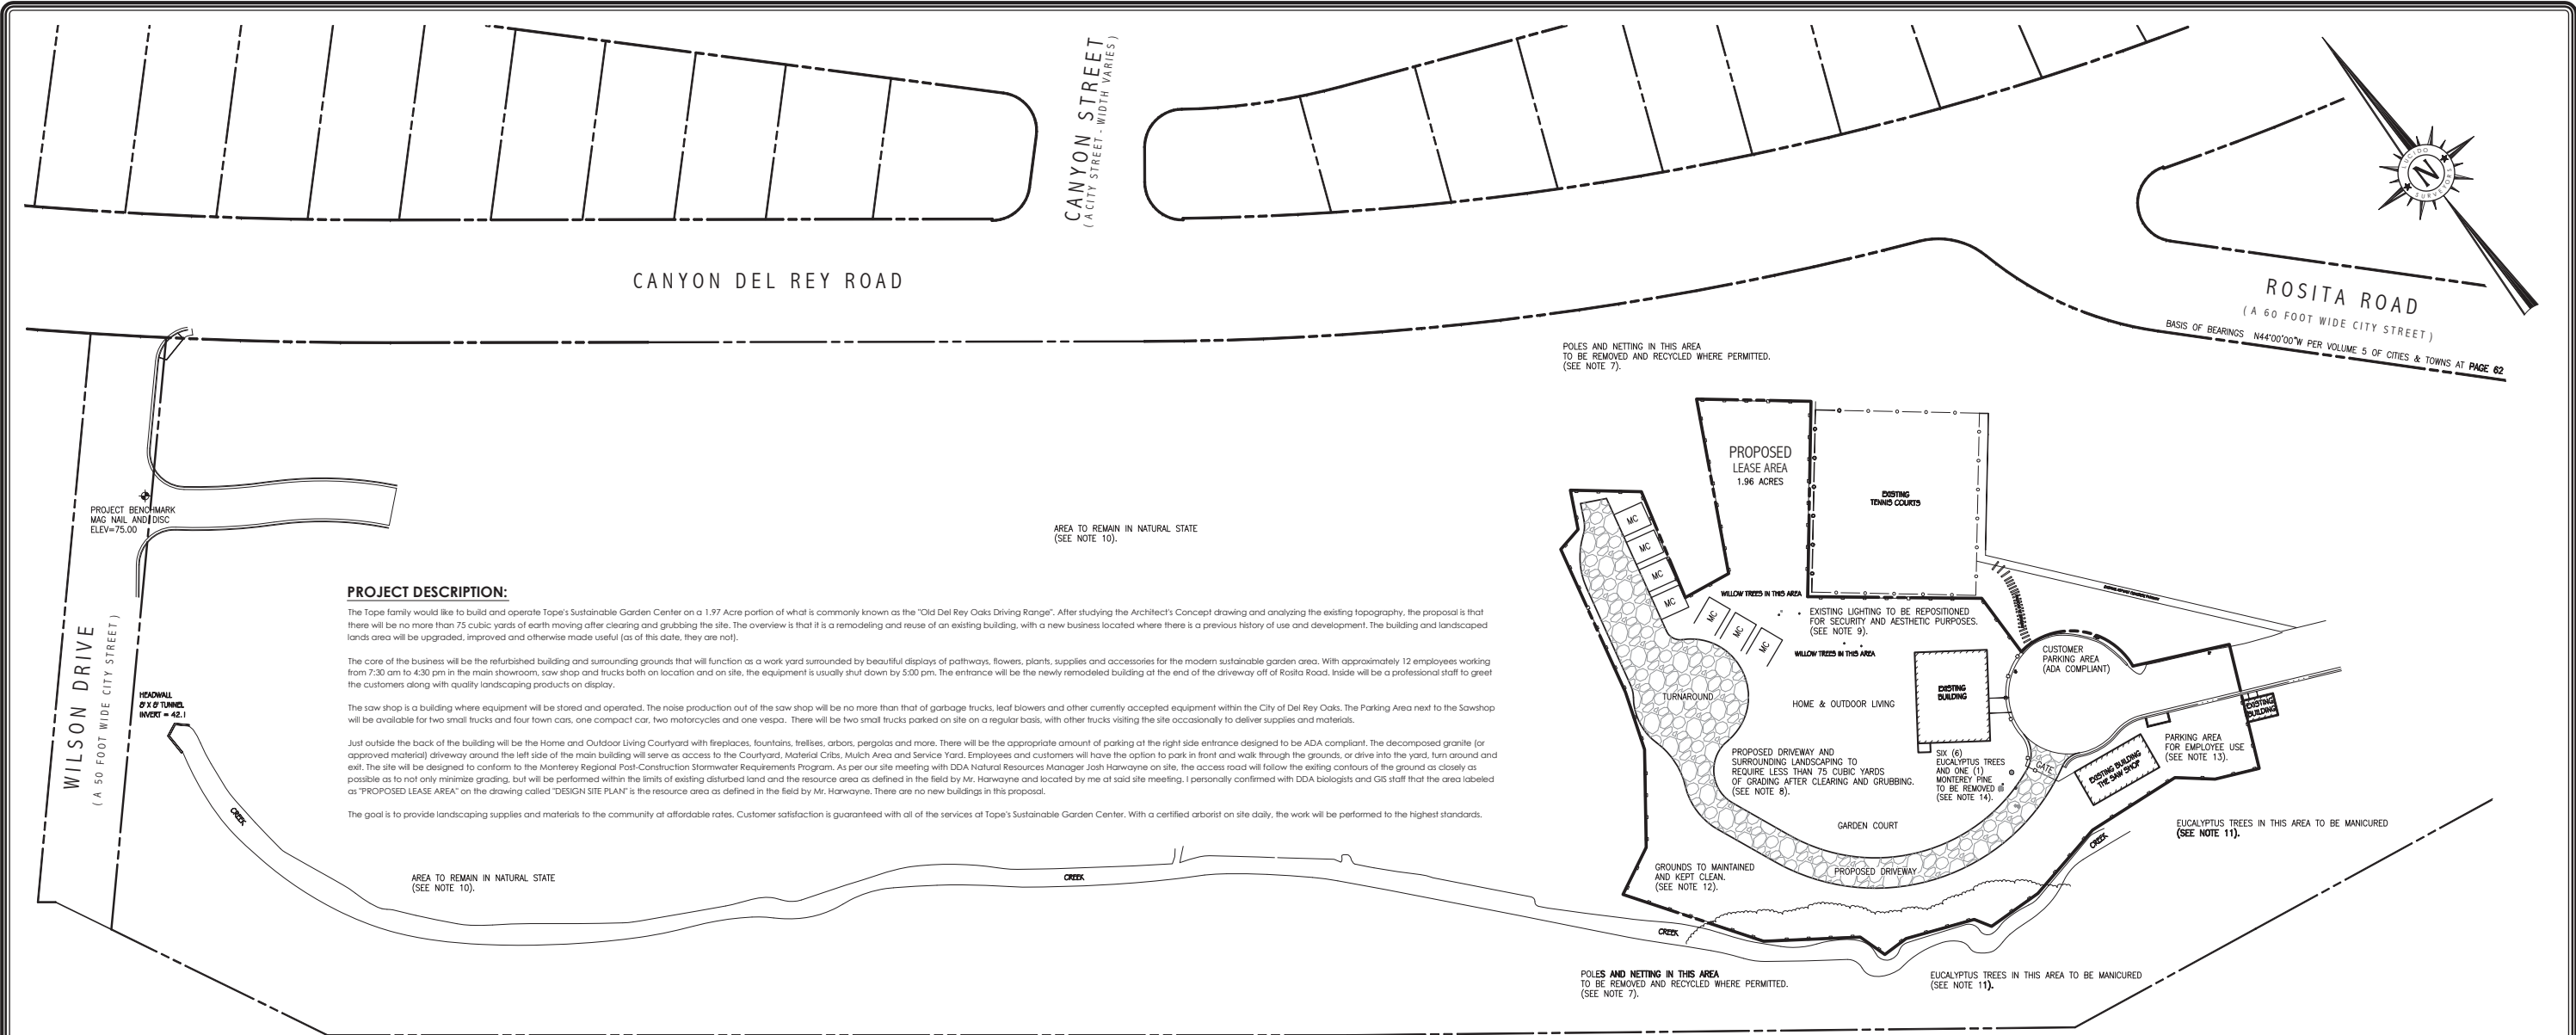 CANYON STREET
(A CITY STREET - WIDTH VARIES)
LUCIDO
N
SURVEYORS
CANYON DEL REY ROAD
ROSITA ROAD
(A 60 FOOT WIDE CITY STREET)
BASIS OF BEARINGS N44°00'00"W PER VOLUME 5 OF CITIES & TOWNS AT PAGE 62
POLES AND NETTING IN THIS AREA
TO BE REMOVED AND RECYCLED WHERE PERMITTED.
(SEE NOTE 7).
PROPOSED
LEASE AREA
1.96 ACRES
EXISTING
TENNIS COURTS
PROJECT BENCHMARK
MAG NAIL AND DISC
ELEV=75.00
AREA TO REMAIN IN NATURAL STATE
(SEE NOTE 10).
MC
MC
MC
MC
MC
MC
MC
WILLOW TREES IN THIS AREA
EXISTING LIGHTING TO BE REPOSITIONED
FOR SECURITY AND AESTHETIC PURPOSES.
(SEE NOTE 9).
WILLOW TREES IN THIS AREA
PROJECT DESCRIPTION:
The Tope family would like to build and operate Tope's Sustainable Garden Center on a 1.97 Acre portion of what is commonly known as the "Old Del Rey Oaks Driving Range". After studying the Architect's Concept drawing and analyzing the existing topography, the proposal is that
there will be no more than 75 cubic yards of earth moving after clearing and grubbing the site. The overview is that it is a remodeling and reuse of an existing building, with a new business located where there is a previous history of use and development. The building and landscaped
lands area will be upgraded, improved and otherwise made useful (as of this date, they are not).
The core of the business will be the refurbished building and surrounding grounds that will function as a work yard surrounded by beautiful displays of pathways, flowers, plants, supplies and accessories for the modern sustainable garden area. With approximately 12 employees working
from 7:30 am to 4:30 pm in the main showroom, saw shop and trucks both on location and on site, the equipment is usually shut down by 5:00 pm. The entrance will be the newly remodeled building at the end of the driveway off of Rosita Road. Inside will be a professional staff to greet
the customers along with quality landscaping products on display.
The saw shop is a building where equipment will be stored and operated. The noise production out of the saw shop will be no more than that of garbage trucks, leaf blowers and other currently accepted equipment within the City of Del Rey Oaks. The Parking Area next to the Sawshop
will be available for two small trucks and four town cars, one compact car, two motorcycles and one vespa. There will be two small trucks parked on site on a regular basis, with other trucks visiting the site occasionally to deliver supplies and materials.
Just outside the back of the building will be the Home and Outdoor Living Courtyard with fireplaces, fountains, trellises, arbors, pergolas and more. There will be the appropriate amount of parking at the right side entrance designed to be ADA compliant. The decomposed granite (or
approved material) driveway around the left side of the main building will serve as access to the Courtyard, Material Cribs, Mulch Area and Service Yard. Employees and customers will have the option to park in front and walk through the grounds, or drive into the yard, turn around and
exit. The site will be designed to conform to the Monterey Regional Post-Construction Stormwater Requirements Program. As per our site meeting with DDA Natural Resources Manager Josh Harwayne on site, the access road will follow the exiting contours of the ground as closely as
possible as to not only minimize grading, but will be performed within the limits of existing disturbed land and the resource area as defined in the field by Mr. Harwayne and located by me at said site meeting. I personally confirmed with DDA biologists and GIS staff that the area labeled
as "PROPOSED LEASE AREA" on the drawing called "DESIGN SITE PLAN" is the resource area as defined in the field by Mr. Harwayne. There are no new buildings in this proposal.
The goal is to provide landscaping supplies and materials to the community at affordable rates. Customer satisfaction is guaranteed with all of the services at Tope's Sustainable Garden Center. With a certified arborist on site daily, the work will be performed to the highest standards.
WILSON DRIVE
(A 50 FOOT WIDE CITY STREET)
HEADWALL
8' X 8' TUNNEL
INVERT = 42.1
CREEK
AREA TO REMAIN IN NATURAL STATE
(SEE NOTE 10).
CREEK
CUSTOMER
PARKING AREA
(ADA COMPLIANT)
TURNAROUND
HOME & OUTDOOR LIVING
EXISTING
BUILDING
EXISTING
BUILDING
PARKING AREA
FOR EMPLOYEE USE
(SEE NOTE 13).
PROPOSED DRIVEWAY AND
SURROUNDING LANDSCAPING TO
REQUIRE LESS THAN 75 CUBIC YARDS
OF GRADING AFTER CLEARING AND GRUBBING.
(SEE NOTE 8).
SIX (6)
EUCALYPTUS TREES
AND ONE (1)
MONTEREY PINE
TO BE REMOVED
(SEE NOTE 14).
GATE
EXISTING BUILDING
THE SAW SHOP
GARDEN COURT
EUCALYPTUS TREES IN THIS AREA TO BE MANICURED
(SEE NOTE 11).
CREEK
GROUNDS TO MAINTAINED
AND KEPT CLEAN.
(SEE NOTE 12).
PROPOSED DRIVEWAY
CREEK
POLES AND NETTING IN THIS AREA
TO BE REMOVED AND RECYCLED WHERE PERMITTED.
(SEE NOTE 7).
EUCALYPTUS TREES IN THIS AREA TO BE MANICURED
(SEE NOTE 11).